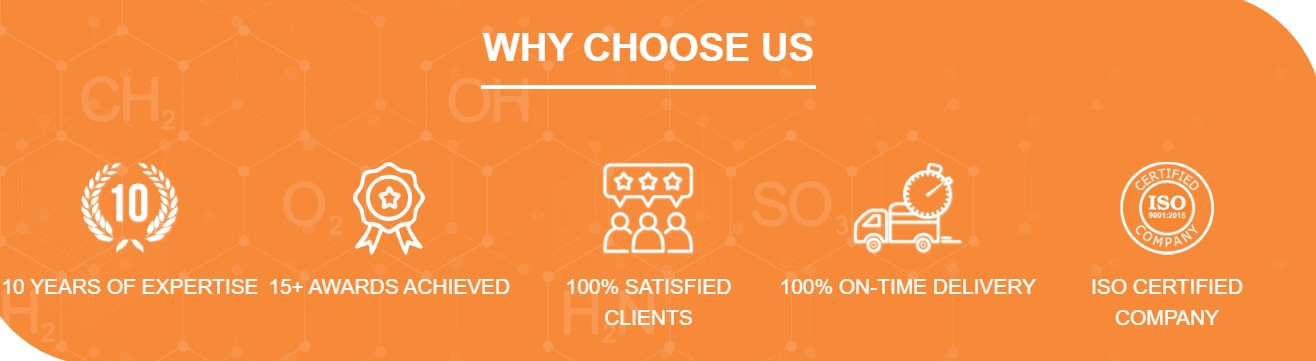 WHY CHOOSE US
CH2
OH
O2
SO3
H2
H2N
10
CERTIFIED
ISO
9001:2015
COMPANY
10 YEARS OF EXPERTISE
15+ AWARDS ACHIEVED
100% SATISFIED
CLIENTS
100% ON-TIME DELIVERY
ISO CERTIFIED
COMPANY